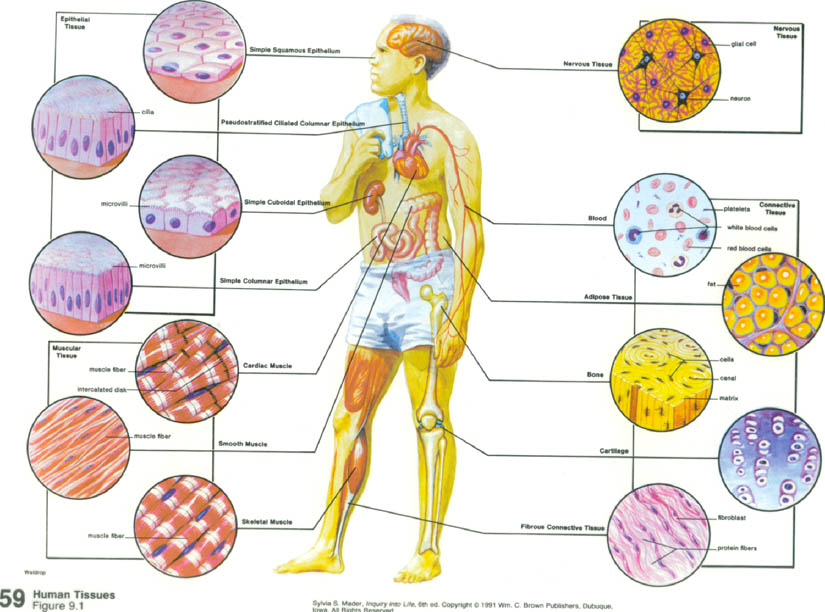 Epithelial
Tissue
Simple Squamous Epithelium
cilia
Pseudostratified Ciliated Columnar Epithelium
microvilli
Simple Cuboidal Epithelium
microvilli
Simple Columnar Epithelium
Muscular
Tissue
muscle fiber
intercalated disk
Cardiac Muscle
muscle fiber
Smooth Muscle
muscle fiber
Skeletal Muscle
Nervous
Tissue
Nervous Tissue
glial cell
neuron
Connective
Tissue
Blood
platelets
white blood cells
red blood cells
fat
Adipose Tissue
Bone
cells
canal
matrix
Cartilage
Fibrous Connective Tissue
fibroblast
protein fibers
Waldrop
59 Human Tissues
Figure 9.1
Sylvia S. Mader, Inquiry into Life, 6th ed. Copyright © 1991 Wm. C. Brown Publishers, Dubuque,
Iowa. All Rights Reserved